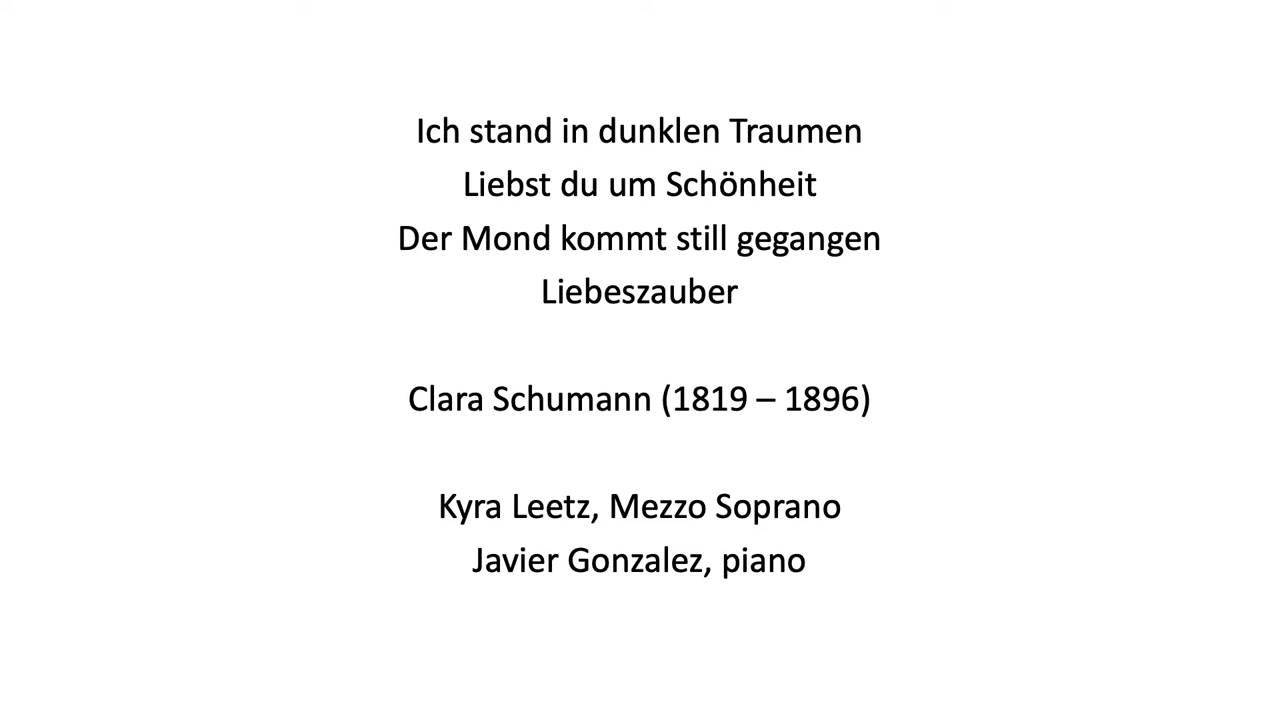 Ich stand in dunklen Traumen
Liebst du um Schönheit
Der Mond kommt still gegangen
Liebeszauber
Clara Schumann (1819 – 1896)
Kyra Leetz, Mezzo Soprano
Javier Gonzalez, piano